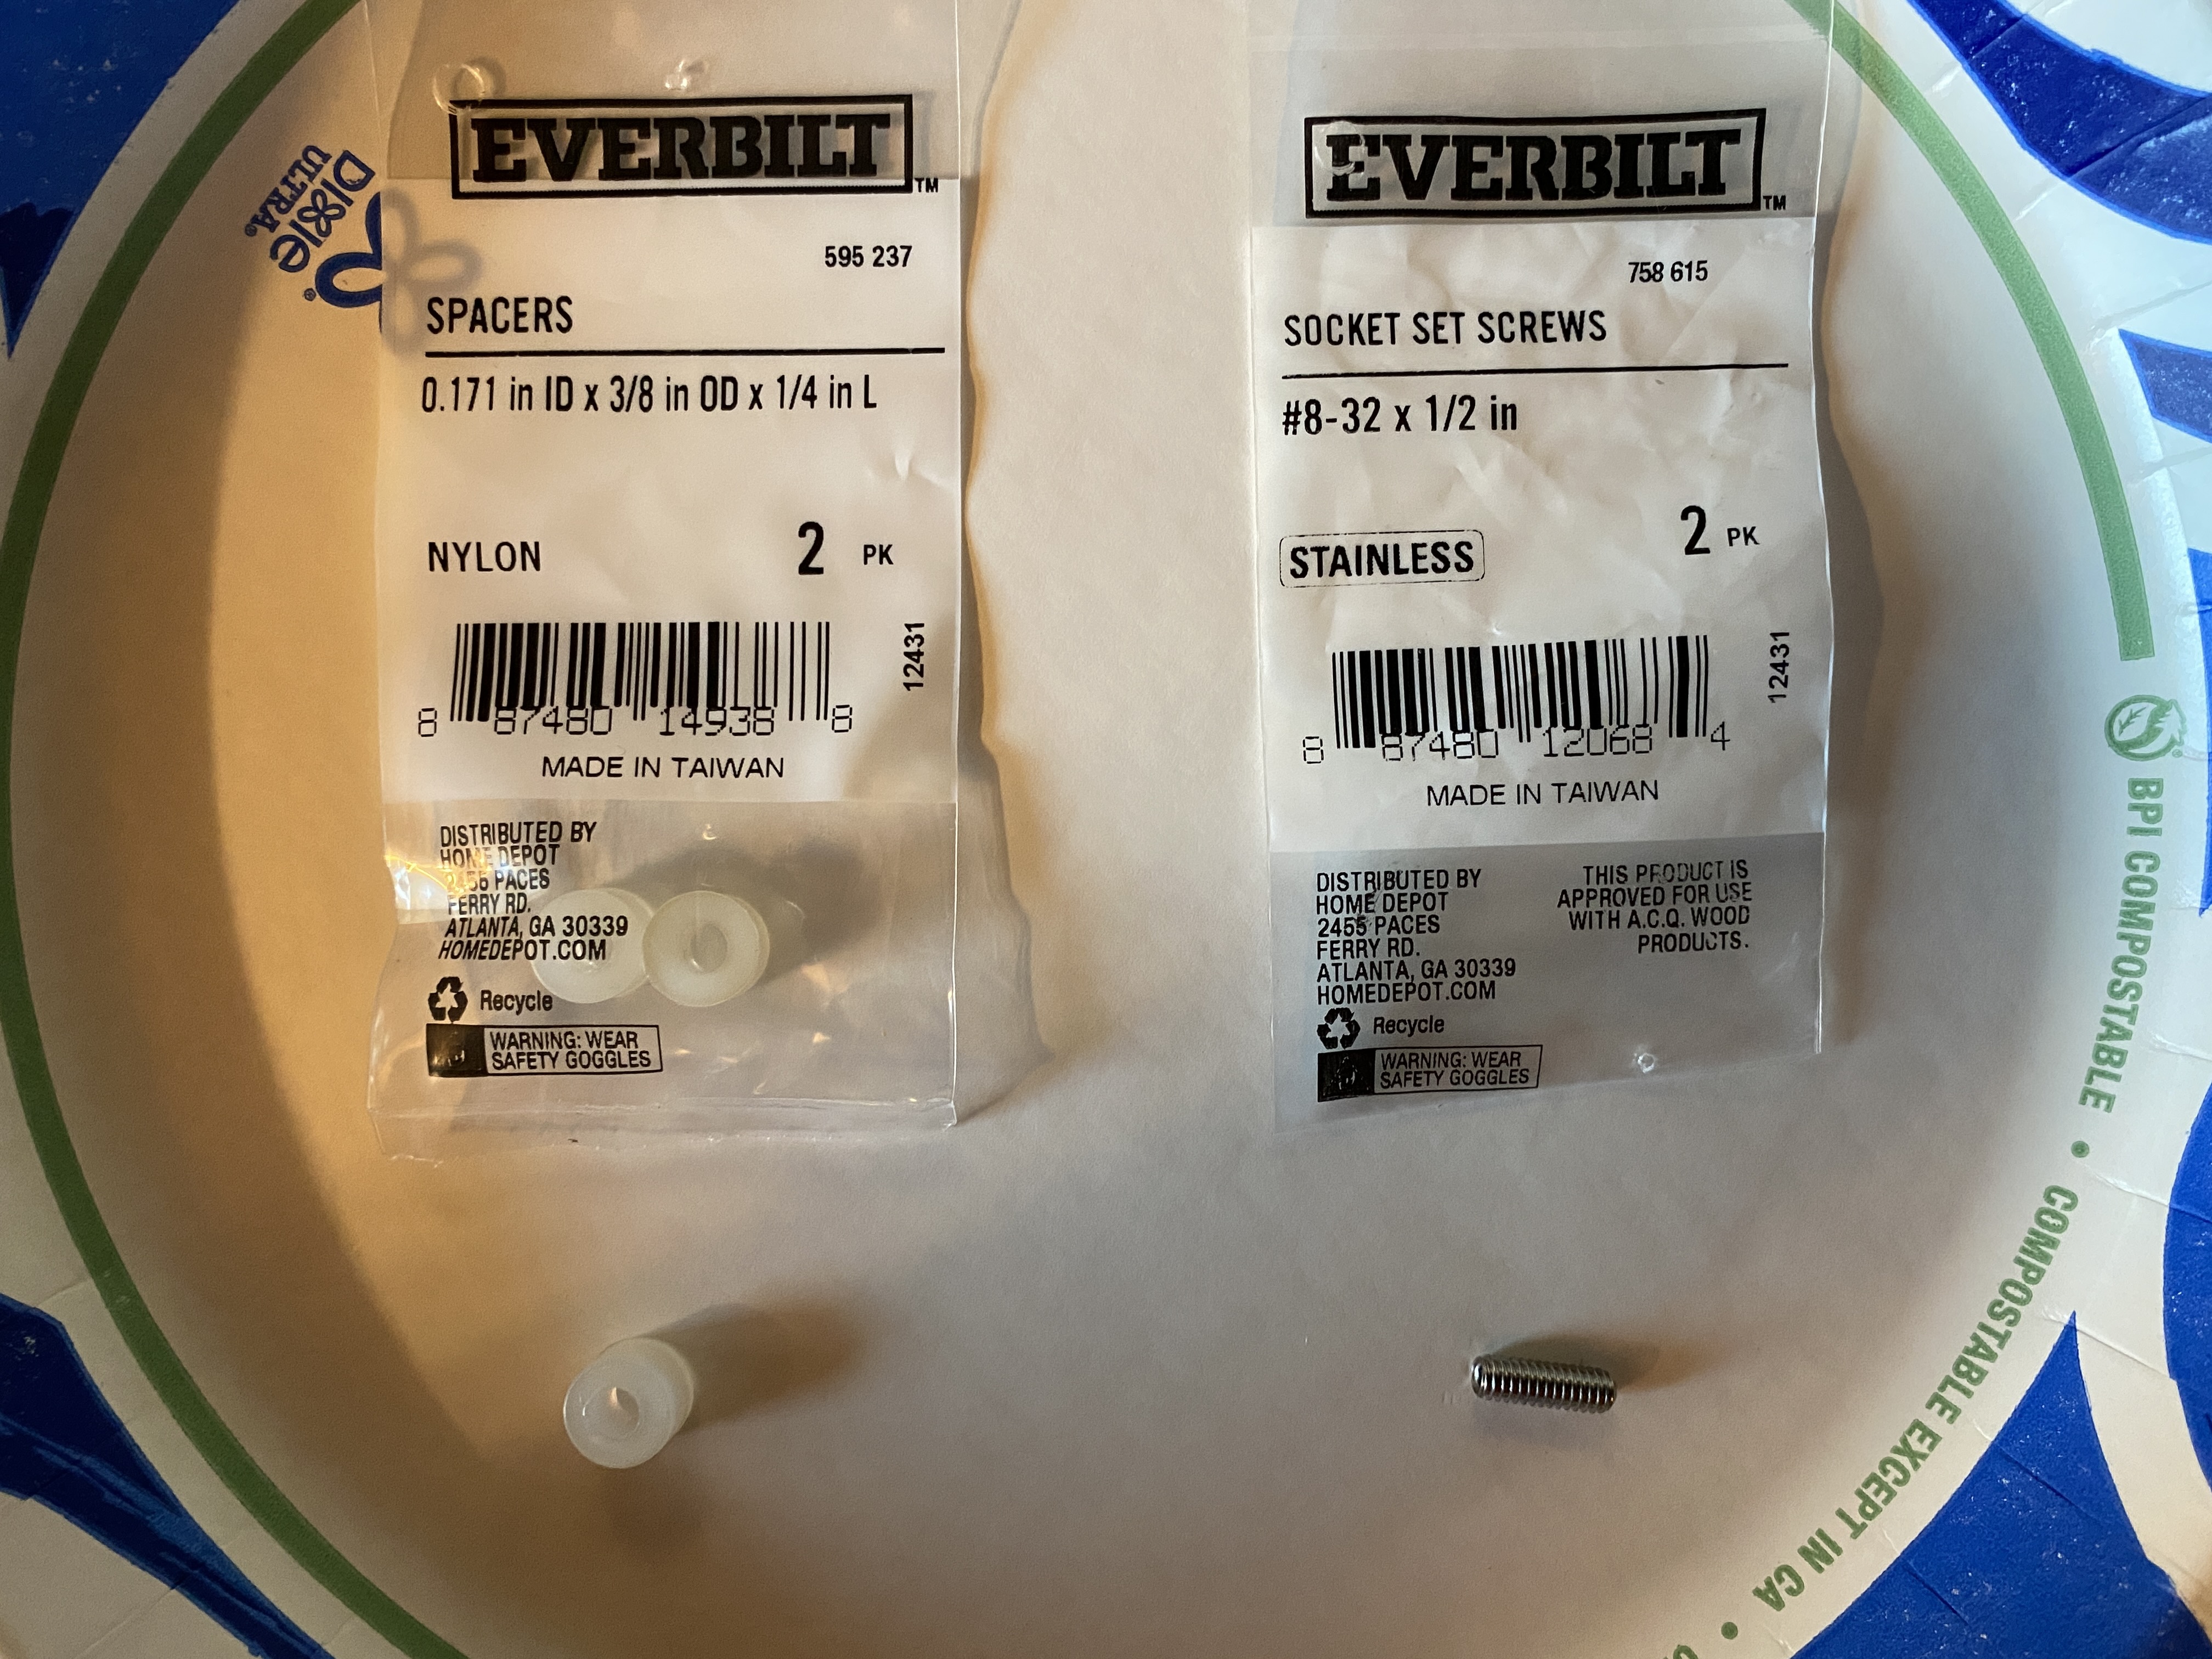 EVERBILT
TM
595 237
SPACERS
0.171 in ID x 3/8 in OD x 1/4 in L
NYLON
2 PK
12431
8 87480 14938 8
MADE IN TAIWAN
DISTRIBUTED BY
HOME DEPOT
PACES
FERRY RD.
ATLANTA, GA 30339
HOMEDEPOT.COM
Recycle
WARNING: WEAR
SAFETY GOGGLES
EVERBILT
TM
758 615
SOCKET SET SCREWS
#8-32 x 1/2 in
STAINLESS
2 PK
12431
8 87480 12068 4
MADE IN TAIWAN
DISTRIBUTED BY
HOME DEPOT
2455 PACES
FERRY RD.
ATLANTA, GA 30339
HOMEDEPOT.COM
THIS PRODUCT IS
APPROVED FOR USE
WITH A.C.Q. WOOD
PRODUCTS.
Recycle
WARNING: WEAR
SAFETY GOGGLES
Dixie
ULTRA®
BPI COMPOSTABLE • COMPOSTABLE EXCEPT IN CA •